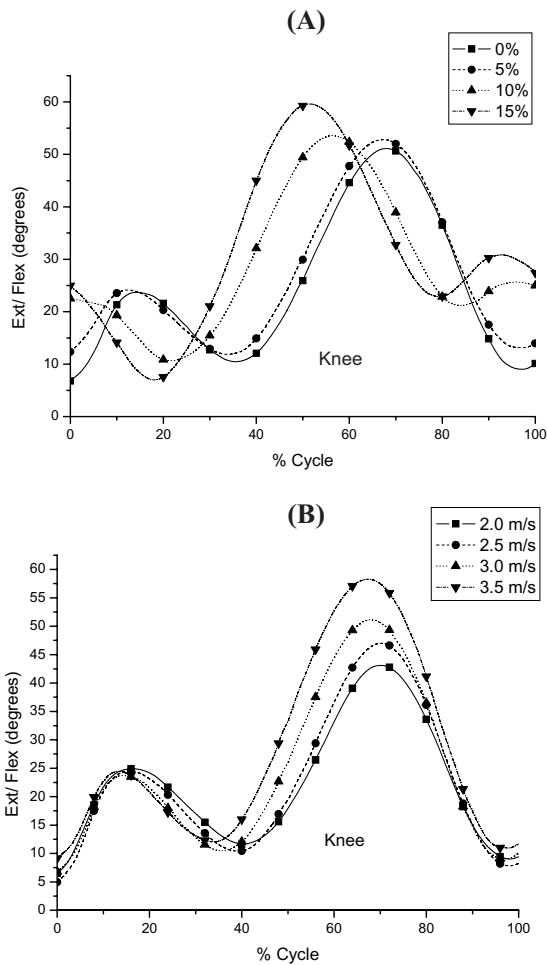 (A)
0%
5%
10%
15%
60
50
40
30
20
10
0
Ext/ Flex (degrees)
Knee
0 20 40 60 80 100
% Cycle
(B)
2.0 m/s
2.5 m/s
3.0 m/s
3.5 m/s
60
55
50
45
40
35
30
25
20
15
10
5
0
Ext/ Flex (degrees)
Knee
0 20 40 60 80 100
% Cycle